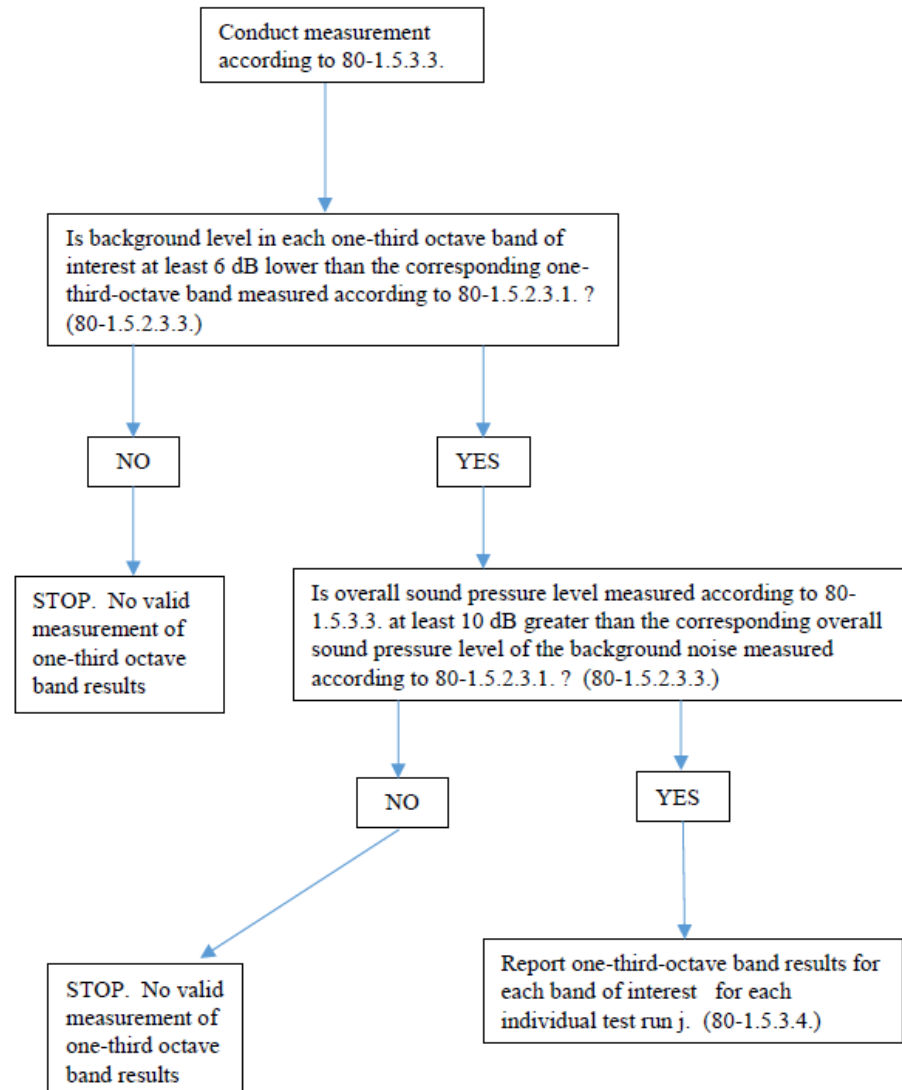 Conduct measurement
according to 80-1.5.3.3.
Is background level in each one-third octave band of
interest at least 6 dB lower than the corresponding one-
third-octave band measured according to 80-1.5.2.3.1. ?
(80-1.5.2.3.3.)
NO
YES
STOP.  No valid
measurement of
one-third octave
band results
Is overall sound pressure level measured according to 80-
1.5.3.3. at least 10 dB greater than the corresponding overall
sound pressure level of the background noise measured
according to 80-1.5.2.3.1. ?  (80-1.5.2.3.3.)
NO
YES
STOP.  No valid
measurement of
one-third octave
band results
Report one-third-octave band results for
each band of interest   for each
individual test run j.  (80-1.5.3.4.)